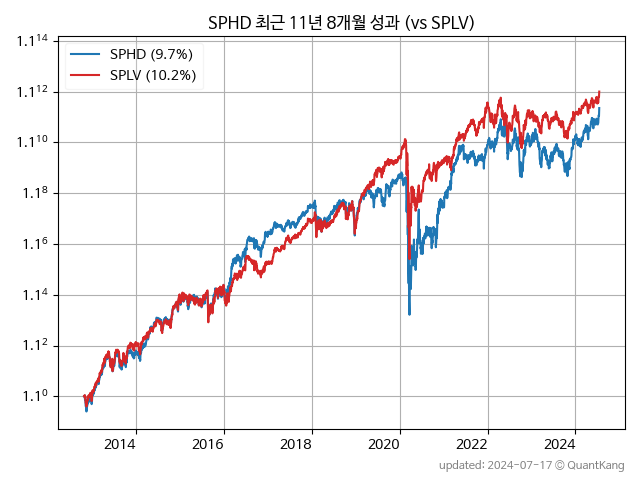 SPHD 최근 11년 8개월 성과 (vs SPLV)
SPHD (9.7%)
SPLV (10.2%)
1.1¹⁴
1.1¹²
1.1¹⁰
1.1⁸
1.1⁶
1.1⁴
1.1²
1.1⁰
2014 2016 2018 2020 2022 2024
updated: 2024-07-17 © QuantKang